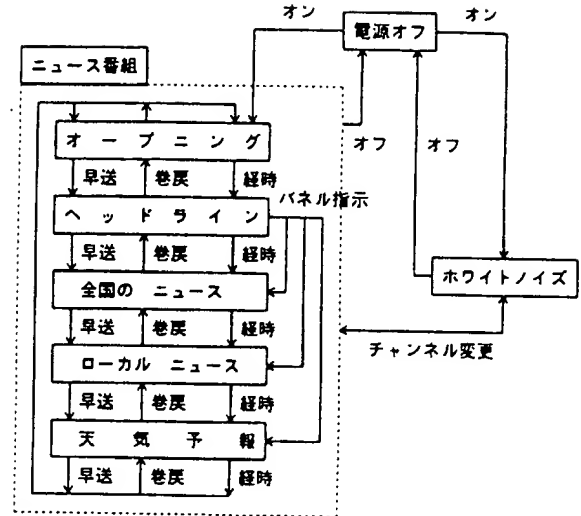 オン
電源オフ
オン
ニュース番組
オープニング
オフ
オフ
早送 巻戻 経時
パネル指示
ヘッドライン
早送 巻戻 経時
全国の ニュース
ホワイトノイズ
早送 巻戻 経時
チャンネル変更
ローカル ニュース
早送 巻戻 経時
天気予報
早送 巻戻 経時